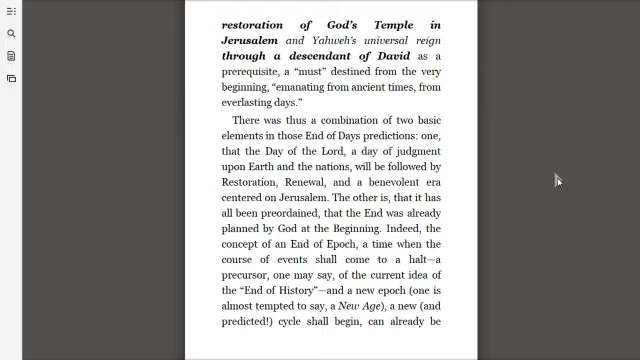 restoration of God's Temple in
Jerusalem and Yahweh's universal reign
through a descendant of David as a
prerequisite, a “must” destined from the very
beginning, “emanating from ancient times, from
everlasting days.”
There was thus a combination of two basic
elements in those End of Days predictions: one,
that the Day of the Lord, a day of judgment
upon Earth and the nations, will be followed by
Restoration, Renewal, and a benevolent era
centered on Jerusalem. The other is, that it has
all been preordained, that the End was already
planned by God at the Beginning. Indeed, the
concept of an End of Epoch, a time when the
course of events shall come to a halt—a
precursor, one may say, of the current idea of
the “End of History”—and a new epoch (one is
almost tempted to say, a New Age), a new (and
predicted!) cycle shall begin, can already be